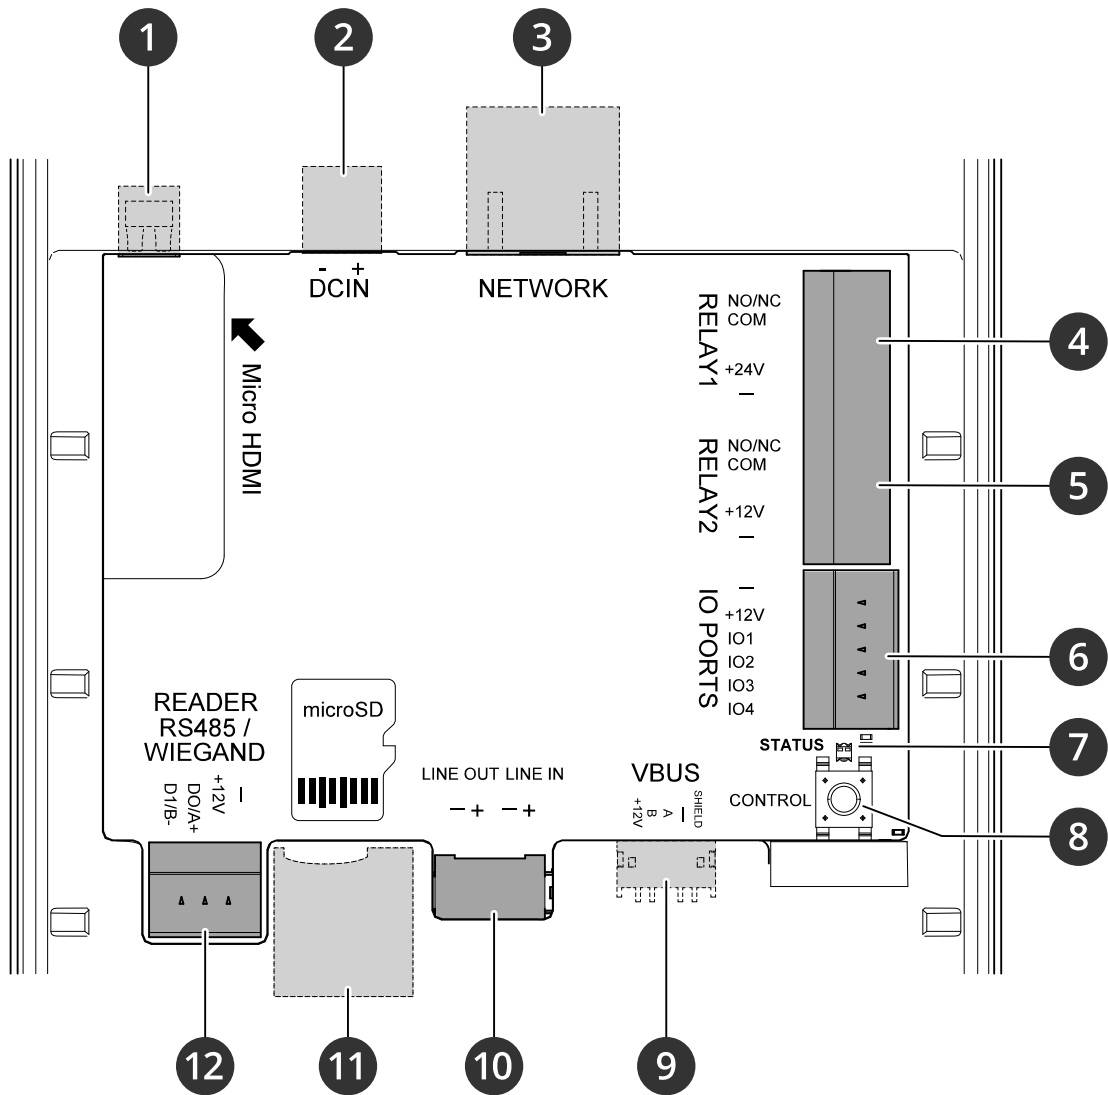 1
2
3
- +
DCIN
NETWORK
RELAY1
NO/NC
COM
+24V
—
4
Micro HDMI
RELAY2
NO/NC
COM
+12V
—
5
IO PORTS
—
+12V
IO1
IO2
IO3
IO4
6
READER
RS485 /
WIEGAND
D1/B-
DO/A+
+12V
—
microSD
LINE OUT LINE IN
— + — +
VBUS
+12V
B
A
—
SHIELD
STATUS
7
CONTROL
8
12
11
10
9